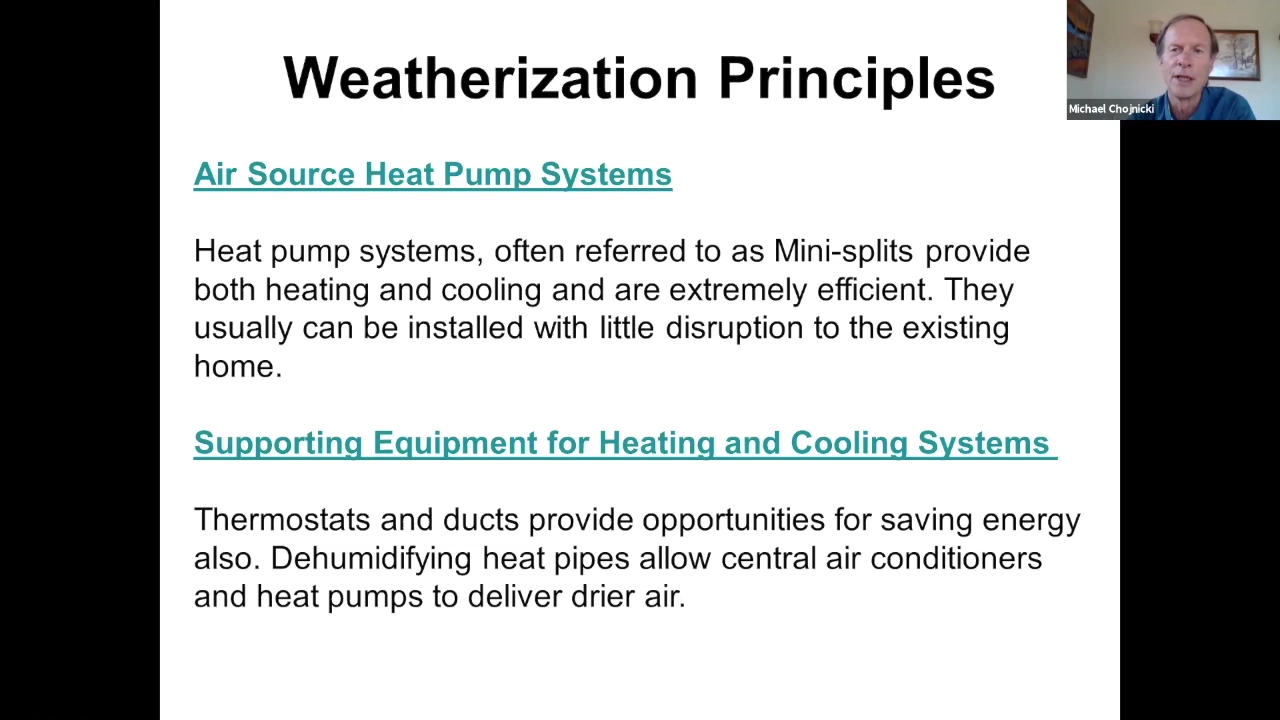 Weatherization Principles
Michael Chojnicki
Air Source Heat Pump Systems
Heat pump systems, often referred to as Mini-splits provide
both heating and cooling and are extremely efficient. They
usually can be installed with little disruption to the existing
home.
Supporting Equipment for Heating and Cooling Systems
Thermostats and ducts provide opportunities for saving energy
also. Dehumidifying heat pipes allow central air conditioners
and heat pumps to deliver drier air.